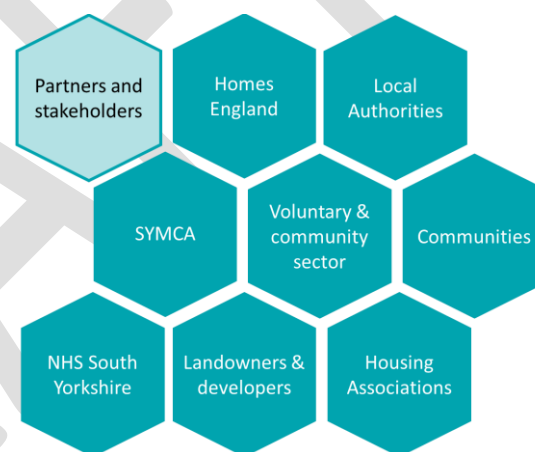 Partners and
stakeholders
Homes
England
Local
Authorities
SYMCA
Voluntary &
community
sector
Communities
NHS South
Yorkshire
Landowners &
developers
Housing
Associations